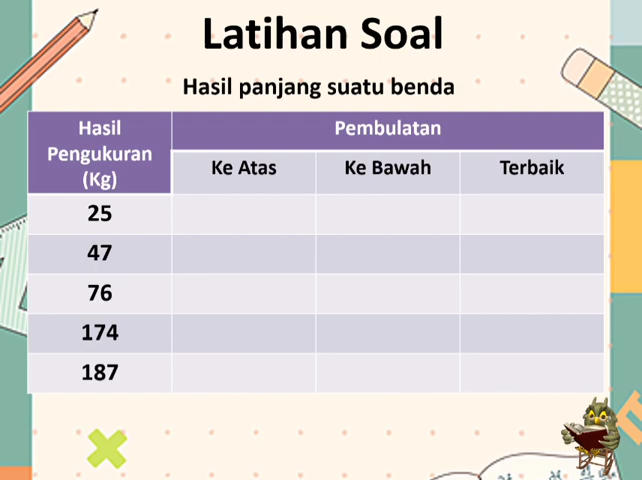 Latihan Soal
Hasil panjang suatu benda
Hasil
Pengukuran
(Kg)
Pembulatan
Ke Atas
Ke Bawah
Terbaik
25
47
76
174
187